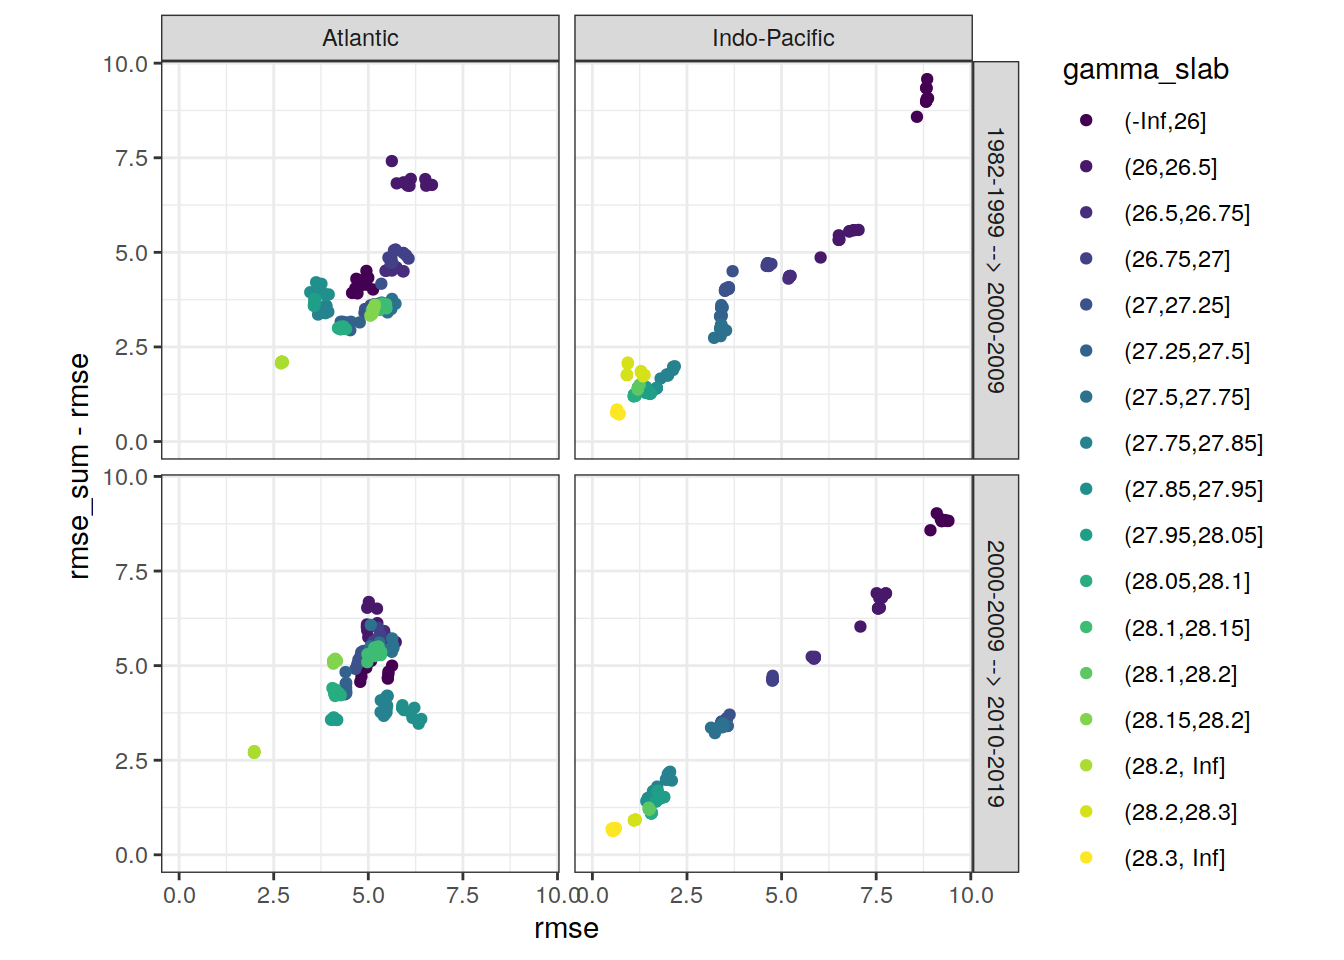 Atlantic
Indo-Pacific
gamma_slab
10.0
7.5
5.0
2.5
0.0
1982-1999 --> 2000-2009
(-Inf,26]
(26,26.5]
(26.5,26.75]
(26.75,27]
(27,27.25]
(27.25,27.5]
(27.5,27.75]
(27.75,27.85]
(27.85,27.95]
(27.95,28.05]
(28.05,28.1]
(28.1,28.15]
(28.1,28.2]
(28.15,28.2]
(28.2, Inf]
(28.2,28.3]
(28.3, Inf]
rmse_sum - rmse
10.0
7.5
5.0
2.5
0.0
2000-2009 --> 2010-2019
0.0 2.5 5.0 7.5 10.0
0.0 2.5 5.0 7.5 10.0
rmse